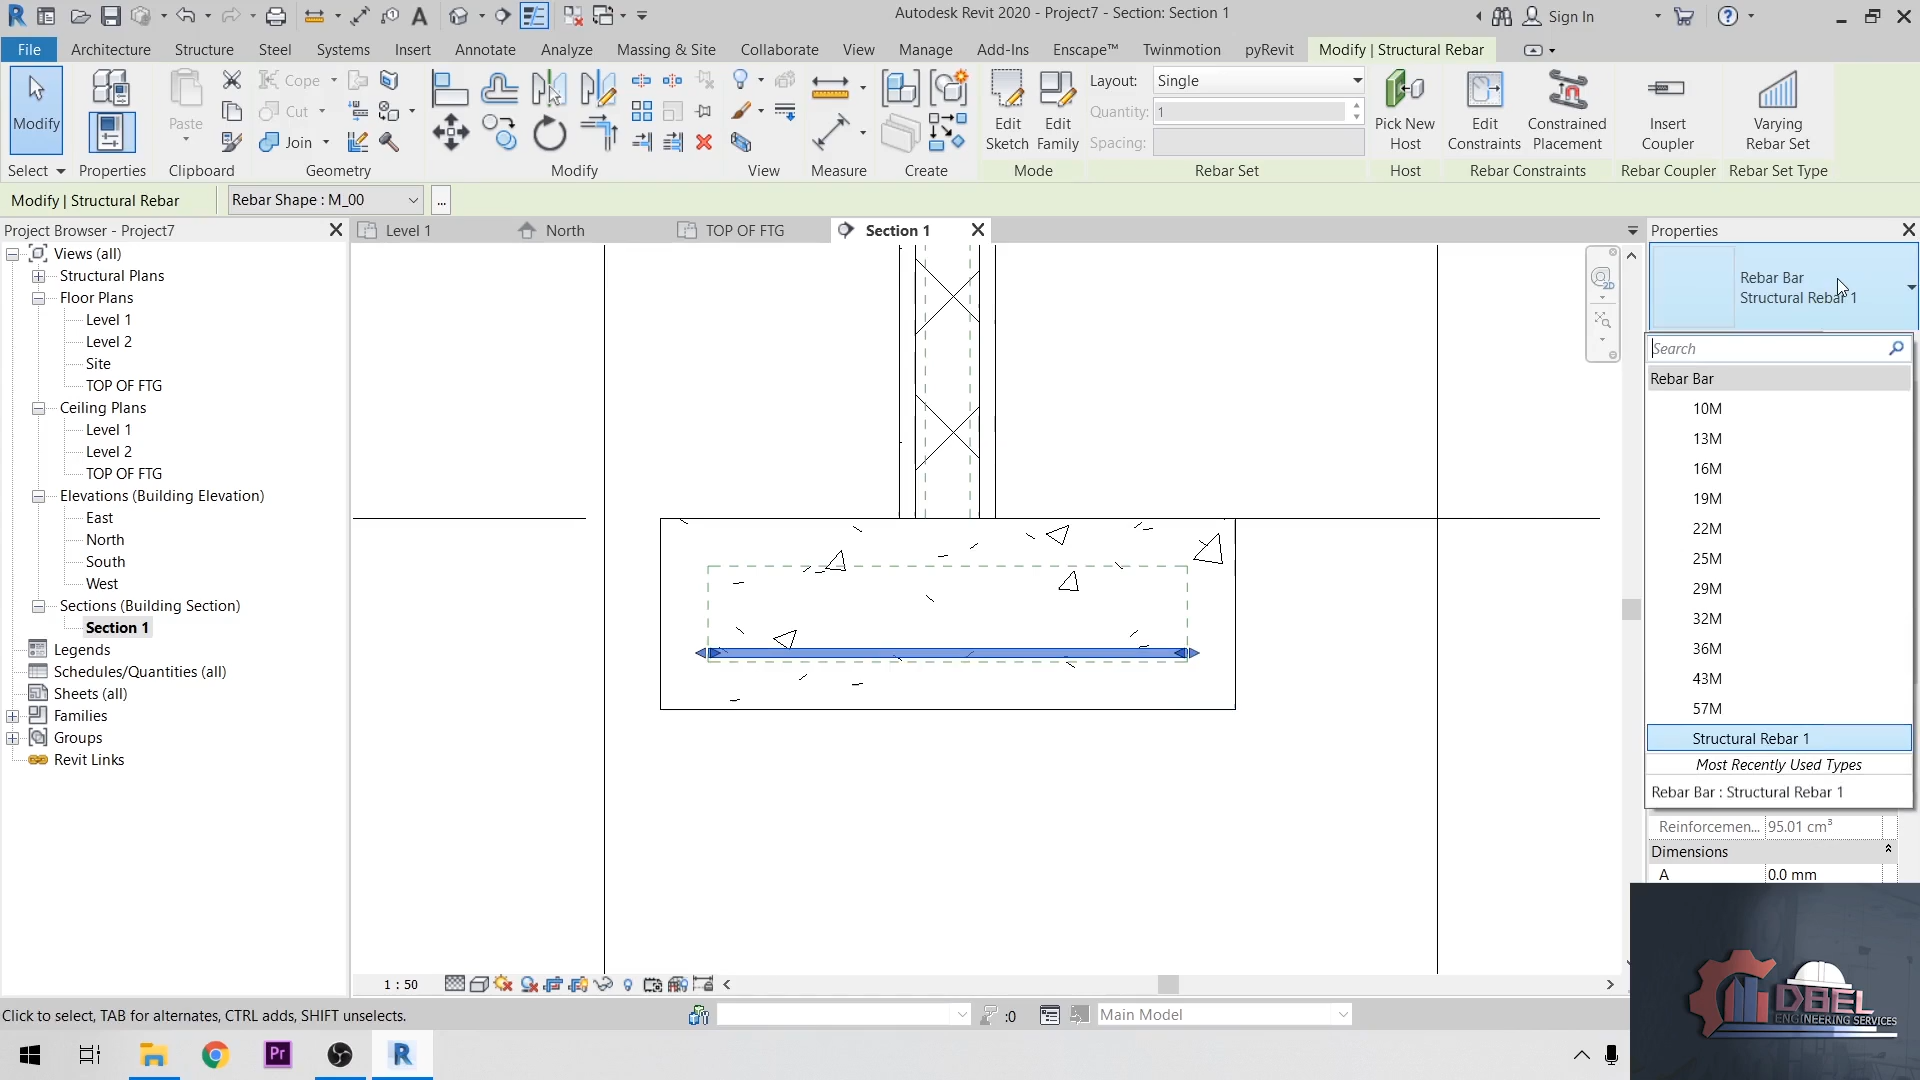 Autodesk Revit 2020 - Project7 - Section: Section 1
Sign In
File Architecture Structure Steel Systems Insert Annotate Analyze Massing & Site Collaborate View Manage Add-Ins Enscape™ Twinmotion pyRevit Modify | Structural Rebar
Modify
Paste
Cope
Cut
Join
Edit Sketch
Edit Family
Layout: Single
Quantity: 1
Spacing:
Pick New Host
Edit Constraints
Constrained Placement
Insert Coupler
Varying Rebar Set
Select Properties Clipboard Geometry Modify View Measure Create Mode Rebar Set Host Rebar Constraints Rebar Coupler Rebar Set Type
Modify | Structural Rebar
Rebar Shape : M_00
...
Project Browser - Project7
Level 1
North
TOP OF FTG
Section 1
Properties
Views (all)
Structural Plans
Floor Plans
Level 1
Level 2
Site
TOP OF FTG
Ceiling Plans
Level 1
Level 2
TOP OF FTG
Elevations (Building Elevation)
East
North
South
West
Sections (Building Section)
Section 1
Legends
Schedules/Quantities (all)
Sheets (all)
Families
Groups
Revit Links
2D
Rebar Bar
Structural Rebar 1
Search
Rebar Bar
10M
13M
16M
19M
22M
25M
29M
32M
36M
43M
57M
Structural Rebar 1
Most Recently Used Types
Rebar Bar : Structural Rebar 1
Reinforcemen... 95.01 cm³
Dimensions
A 0.0 mm
1 : 50
Click to select, TAB for alternates, CTRL adds, SHIFT unselects.
:0
Main Model
Pr
R
DBEL
ENGINEERING SERVICES